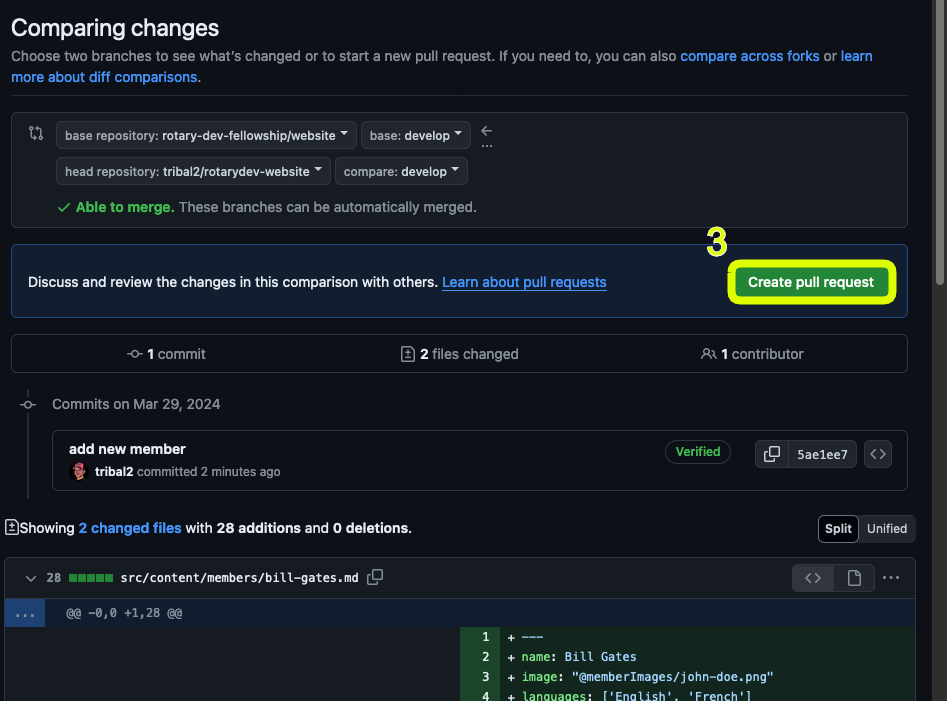 Comparing changes
Choose two branches to see what's changed or to start a new pull request. If you need to, you can also compare across forks or learn
more about diff comparisons.
base repository: rotary-dev-fellowship/website base: develop
...
head repository: tribal2/rotarydev-website compare: develop
Able to merge. These branches can be automatically merged.
3
Discuss and review the changes in this comparison with others. Learn about pull requests Create pull request
1 commit 2 files changed 1 contributor
Commits on Mar 29, 2024
add new member
tribal2 committed 2 minutes ago
Verified 5ae1ee7
Showing 2 changed files with 28 additions and 0 deletions.
Split Unified
28 src/content/members/bill-gates.md
... @@ -0,0 +1,28 @@
1 + ---
2 + name: Bill Gates
3 + image: "@memberImages/john-doe.png"
4 + languages: ['English', 'French']